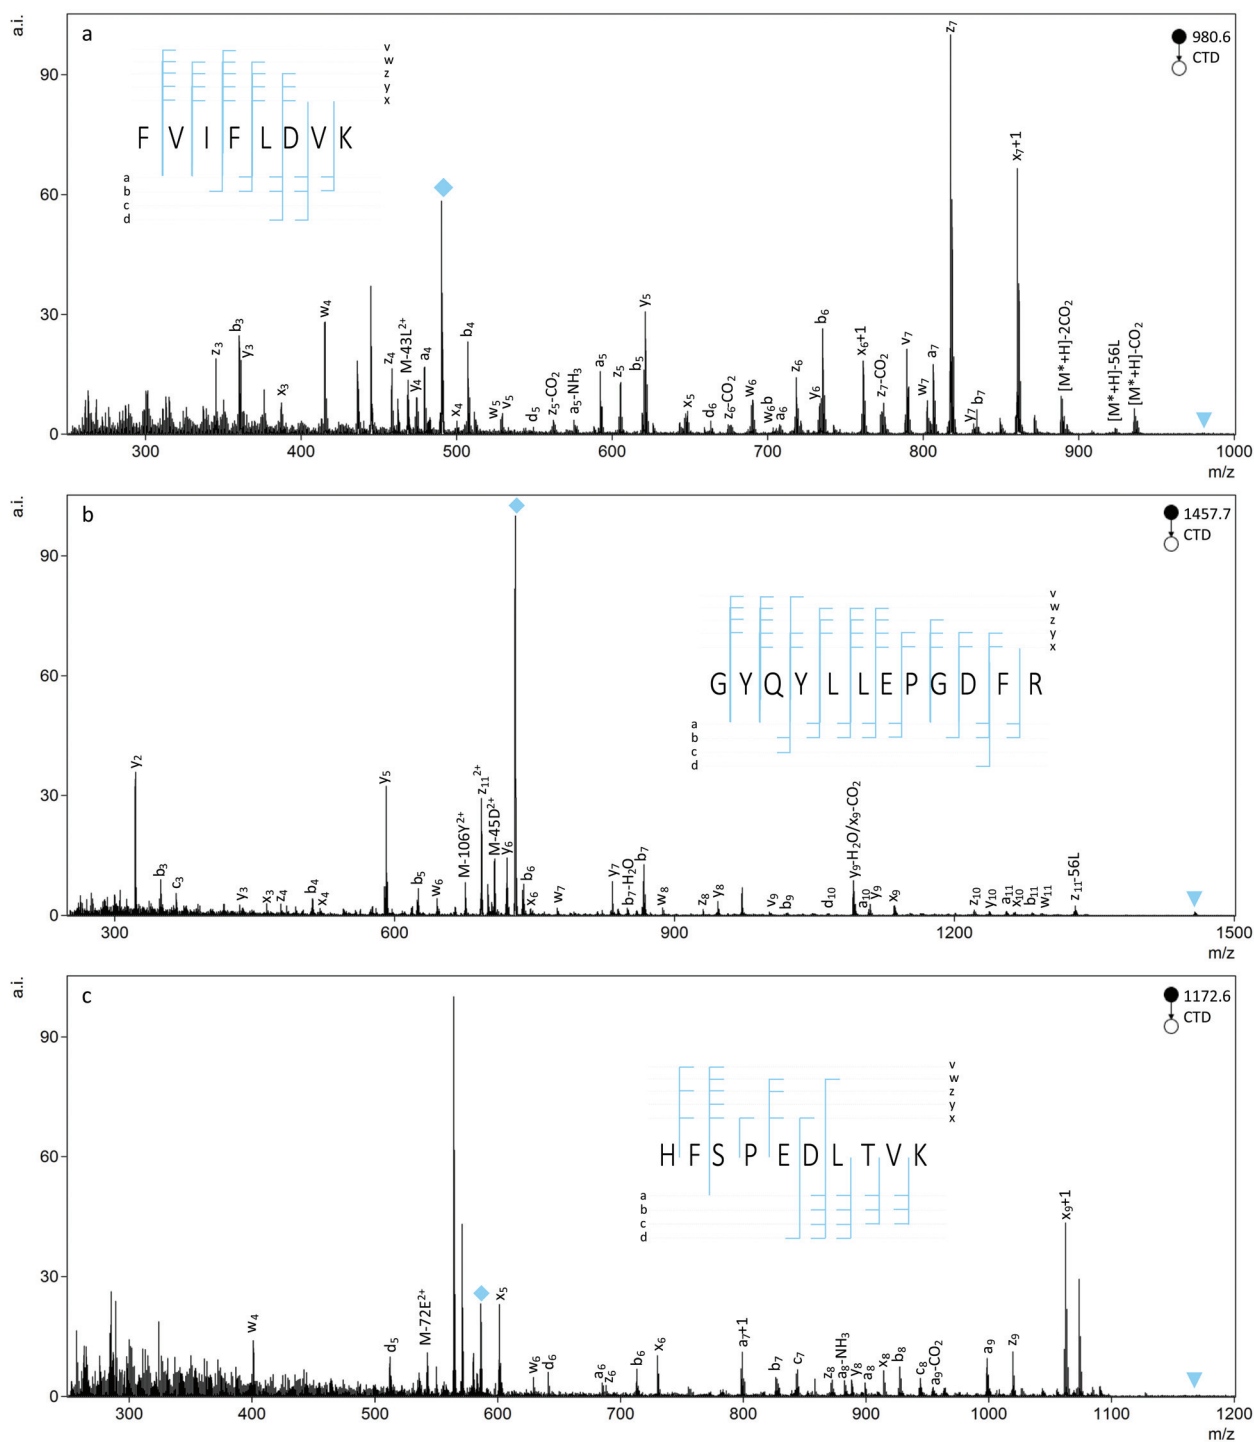 a
a.i.
90
60
30
0
300
400
500
600
700
800
900
1000
m/z
980.6
CTD
v
w
z
y
x
F V I F L D V K
a
b
c
d
z3
b3
y3
x3
w4
z4
M-43L2+
y4
a4
x4
b4
w5
v5
d5
z5-CO2
a5-NH3
a5
z5
b5
y5
x5
d6
z6-CO2
w6
w6b
a6
z6
y6
b6
x6+1
z7-CO2
v7
w7
a7
z7
y7
b7
x7+1
[M*+H]-2CO2
[M*+H]-56L
[M*+H]-CO2
b
a.i.
90
60
30
0
300
600
900
1200
1500
m/z
1457.7
CTD
v
w
z
y
x
G Y Q Y L L E P G D F R
a
b
c
d
y2
b3
c3
y3
x3
z4
b4
x4
y5
b5
w6
M-106Y2+
z11 2+
M-45D2+
y6
b6
x6
w7
y7
b7-H2O
b7
w8
z8
y8
v9
b9
d10
y9-H2O/x9-CO2
a10
y9
x9
z10
y10
a11
x10
b11
w11
z11-56L
c
a.i.
90
60
30
0
300
400
500
600
700
800
900
1000
1100
1200
m/z
1172.6
CTD
v
w
z
y
x
H F S P E D L T V K
a
b
c
d
w4
d5
M-72E2+
x5
w6
d6
a6
z6
b6
x6
a7+1
b7
c7
z8
a8-NH3
y8
a8
x8
b8
c8
a9-CO2
a9
z9
x9+1